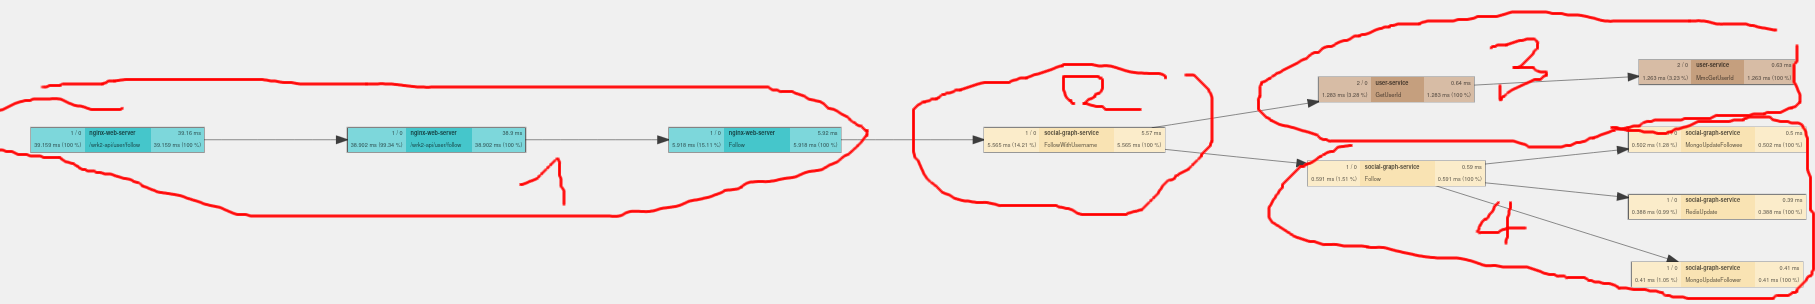 1 / 0 nginx-web-server 39.16 ms
39.159 ms (100 %) /wrk2-api/user/follow 39.159 ms (100 %)
1 / 0 nginx-web-server 38.9 ms
38.902 ms (99.34 %) /wrk2-api/user/follow 38.902 ms (100 %)
1 / 0 nginx-web-server 5.92 ms
5.918 ms (15.11 %) Follow 5.918 ms (100 %)
1
1 / 0 social-graph-service 5.57 ms
5.565 ms (14.21 %) FollowWithUsername 5.565 ms (100 %)
2
2 / 0 user-service 0.64 ms
1.283 ms (3.28 %) GetUserId 1.283 ms (100 %)
2 / 0 user-service 0.63 ms
1.263 ms (3.23 %) MmcGetUserId 1.263 ms (100 %)
3
1 / 0 social-graph-service 0.59 ms
0.591 ms (1.51 %) Follow 0.591 ms (100 %)
1 / 0 social-graph-service 0.5 ms
0.502 ms (1.28 %) MongoUpdateFollowee 0.502 ms (100 %)
1 / 0 social-graph-service 0.39 ms
0.388 ms (0.99 %) RedisUpdate 0.388 ms (100 %)
1 / 0 social-graph-service 0.41 ms
0.41 ms (1.05 %) MongoUpdateFollower 0.41 ms (100 %)
4